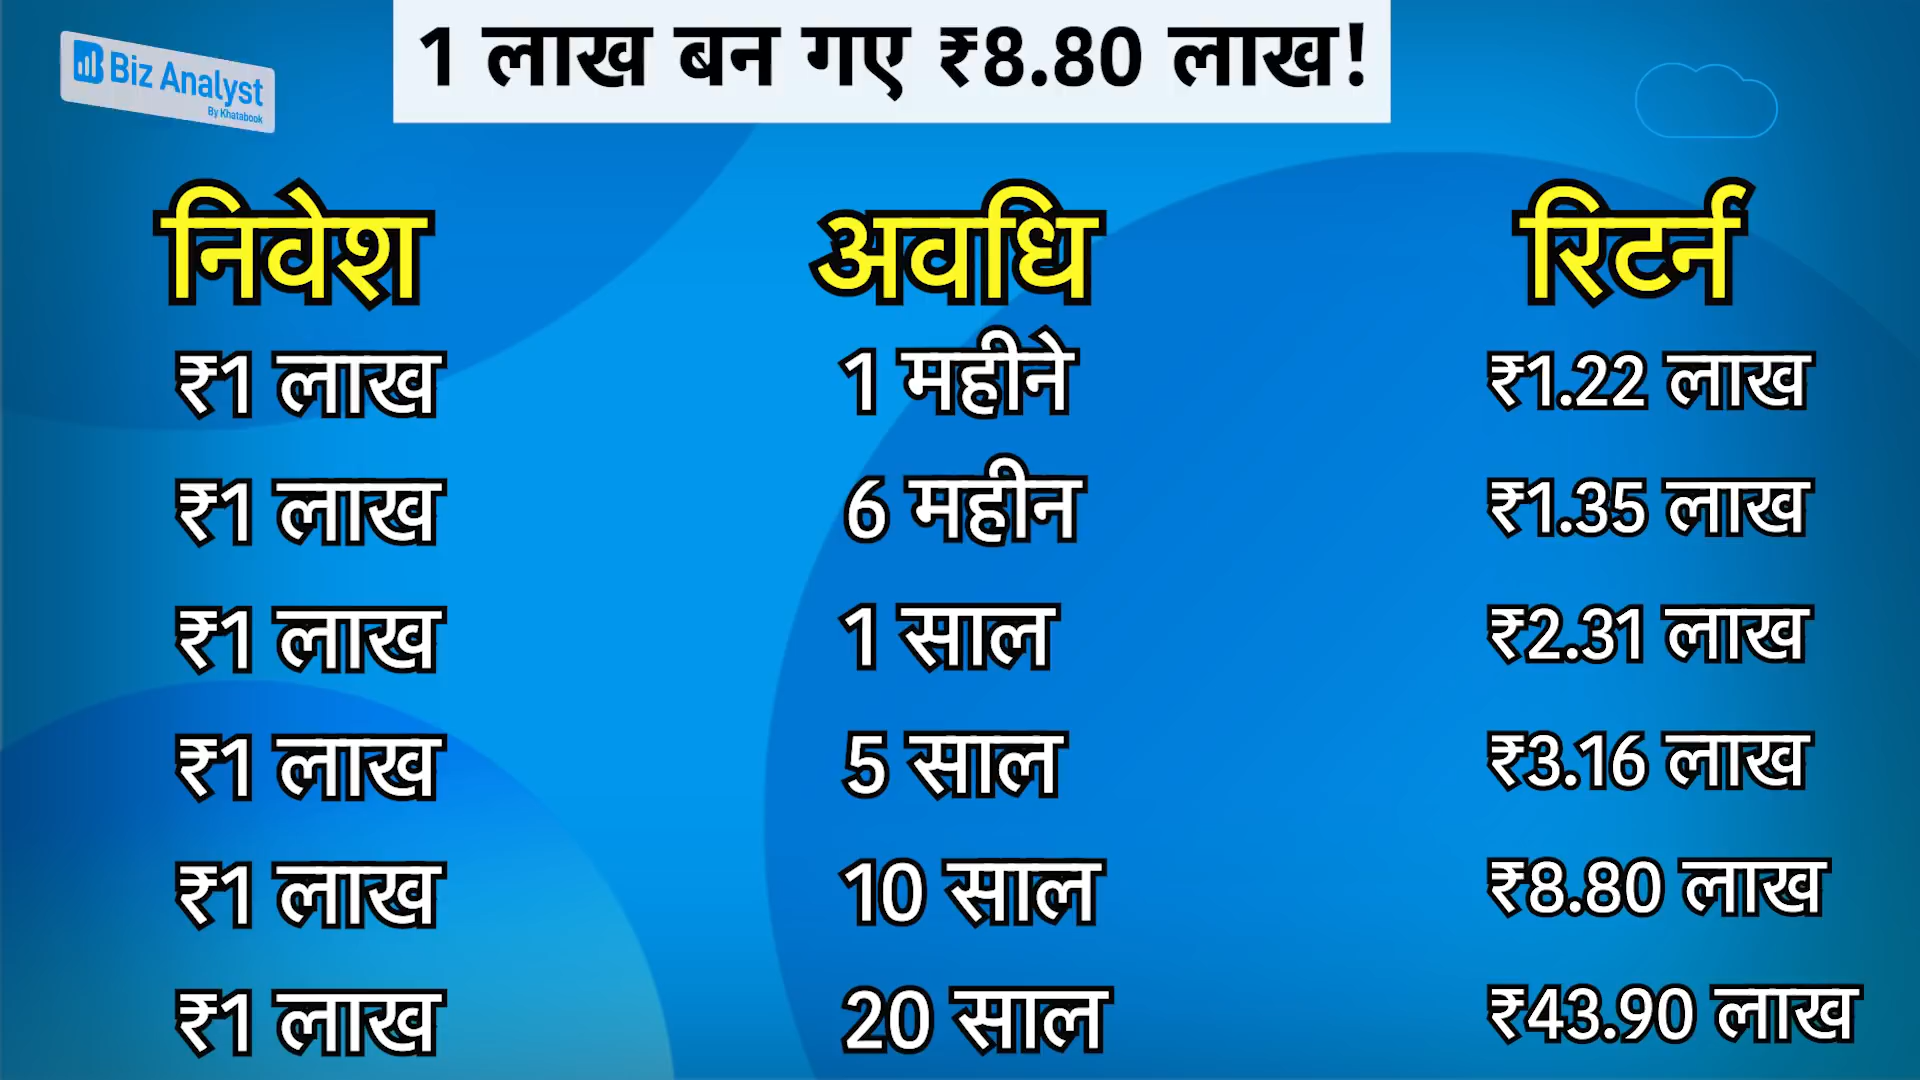 1 लाख बन गए ₹8.80 लाख!
Biz Analyst
By Khatabook
निवेश अवधि रिटर्न
₹1 लाख 1 महीने ₹1.22 लाख
₹1 लाख 6 महीन ₹1.35 लाख
₹1 लाख 1 साल ₹2.31 लाख
₹1 लाख 5 साल ₹3.16 लाख
₹1 लाख 10 साल ₹8.80 लाख
₹1 लाख 20 साल ₹43.90 लाख